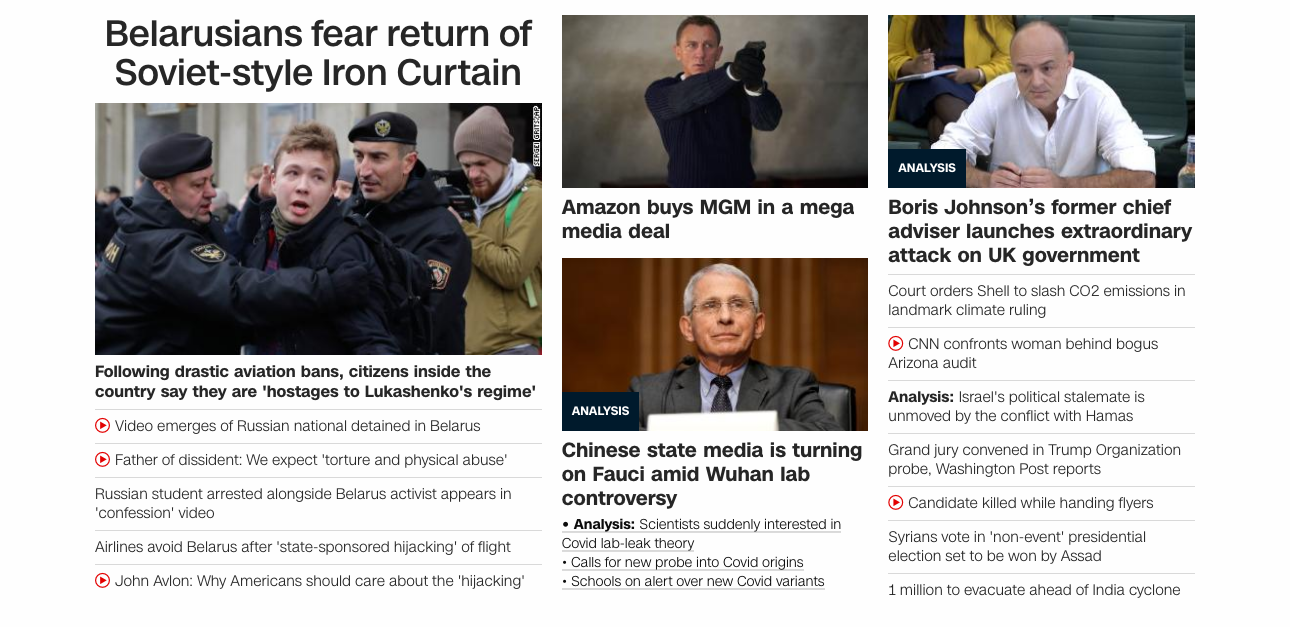 Belarusians fear return of
Soviet-style Iron Curtain
SERGEI GRITS/AP
Following drastic aviation bans, citizens inside the
country say they are 'hostages to Lukashenko's regime'
Video emerges of Russian national detained in Belarus
Father of dissident: We expect 'torture and physical abuse'
Russian student arrested alongside Belarus activist appears in
'confession' video
Airlines avoid Belarus after 'state-sponsored hijacking' of flight
John Avlon: Why Americans should care about the 'hijacking'
Amazon buys MGM in a mega
media deal
ANALYSIS
Chinese state media is turning
on Fauci amid Wuhan lab
controversy
• Analysis: Scientists suddenly interested in
Covid lab-leak theory
• Calls for new probe into Covid origins
• Schools on alert over new Covid variants
ANALYSIS
Boris Johnson's former chief
adviser launches extraordinary
attack on UK government
Court orders Shell to slash CO2 emissions in
landmark climate ruling
CNN confronts woman behind bogus
Arizona audit
Analysis: Israel's political stalemate is
unmoved by the conflict with Hamas
Grand jury convened in Trump Organization
probe, Washington Post reports
Candidate killed while handing flyers
Syrians vote in 'non-event' presidential
election set to be won by Assad
1 million to evacuate ahead of India cyclone